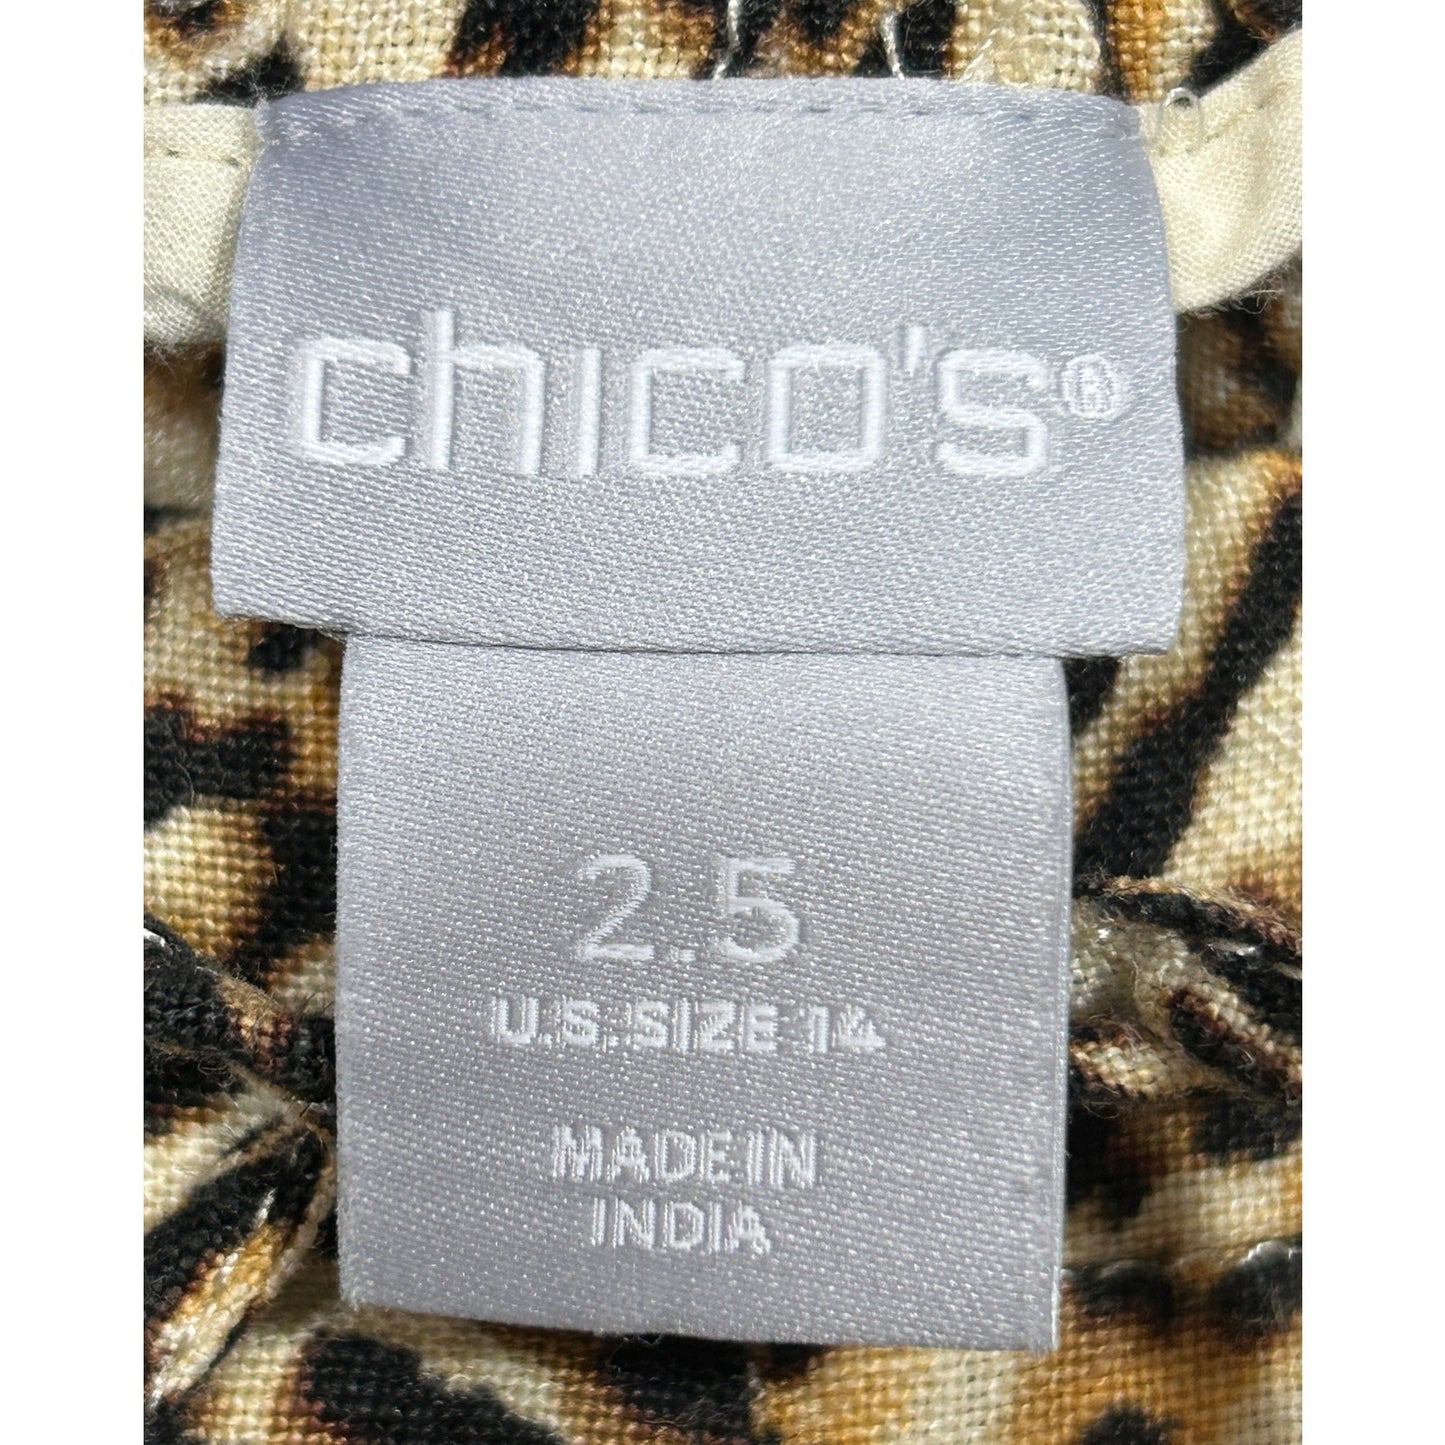 chico's®
2.5
U.S. SIZE 14
MADE IN
INDIA